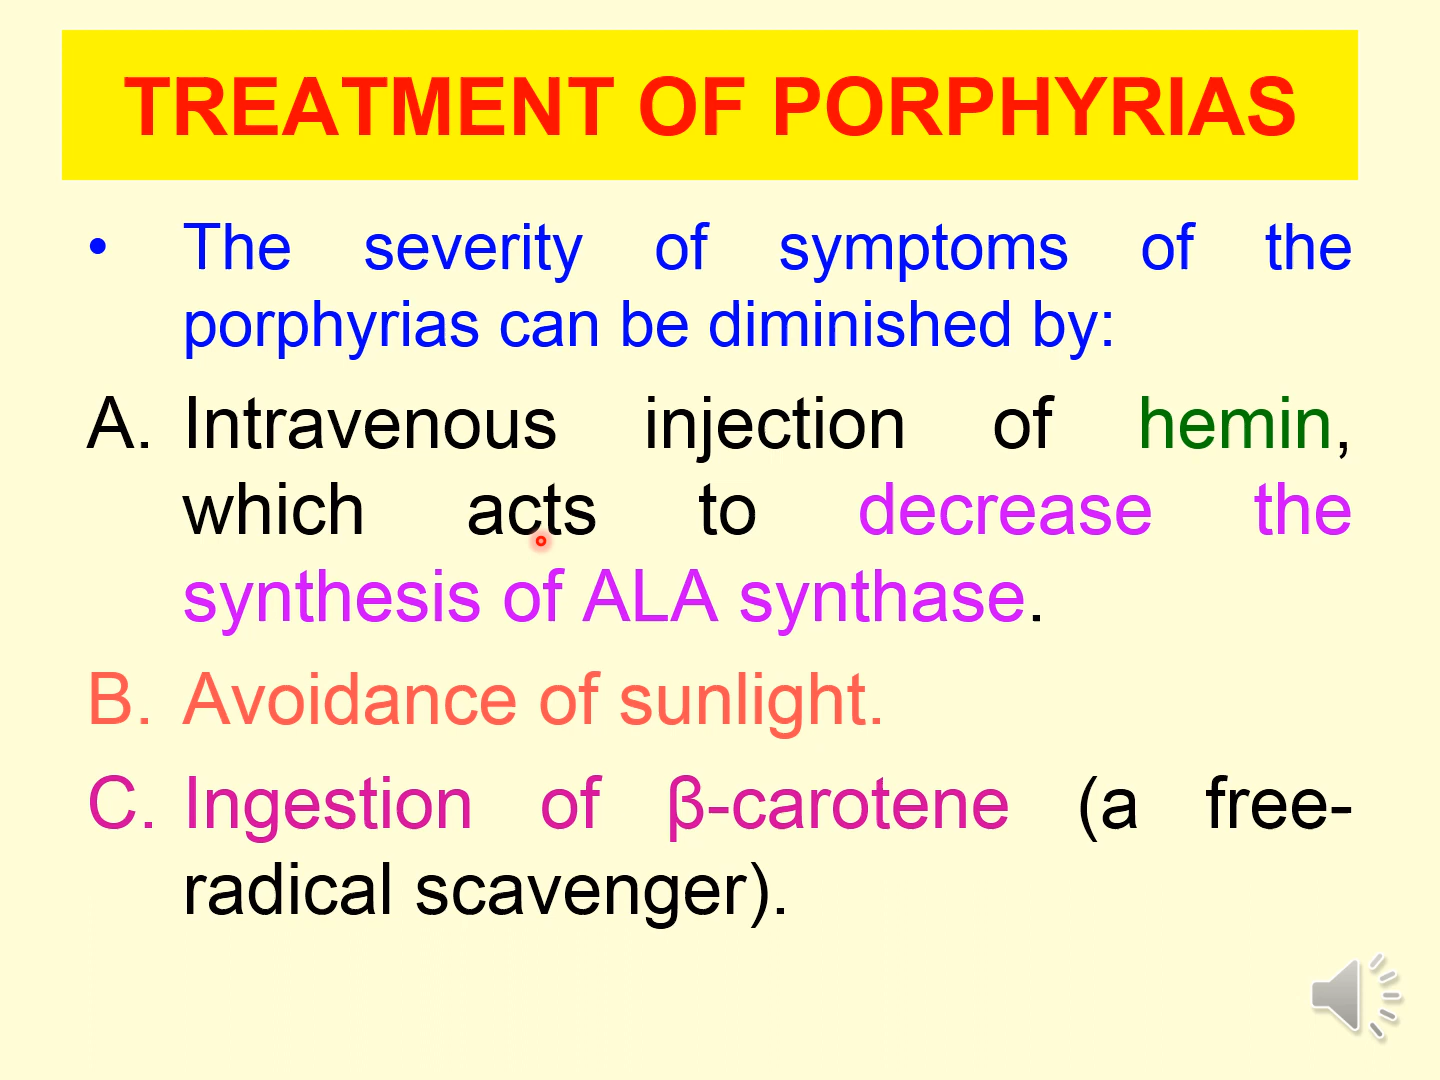 TREATMENT OF PORPHYRIAS
• The severity of symptoms of the
porphyrias can be diminished by:
A. Intravenous injection of hemin,
which acts to decrease the
synthesis of ALA synthase.
B. Avoidance of sunlight.
C. Ingestion of β-carotene (a free-
radical scavenger).